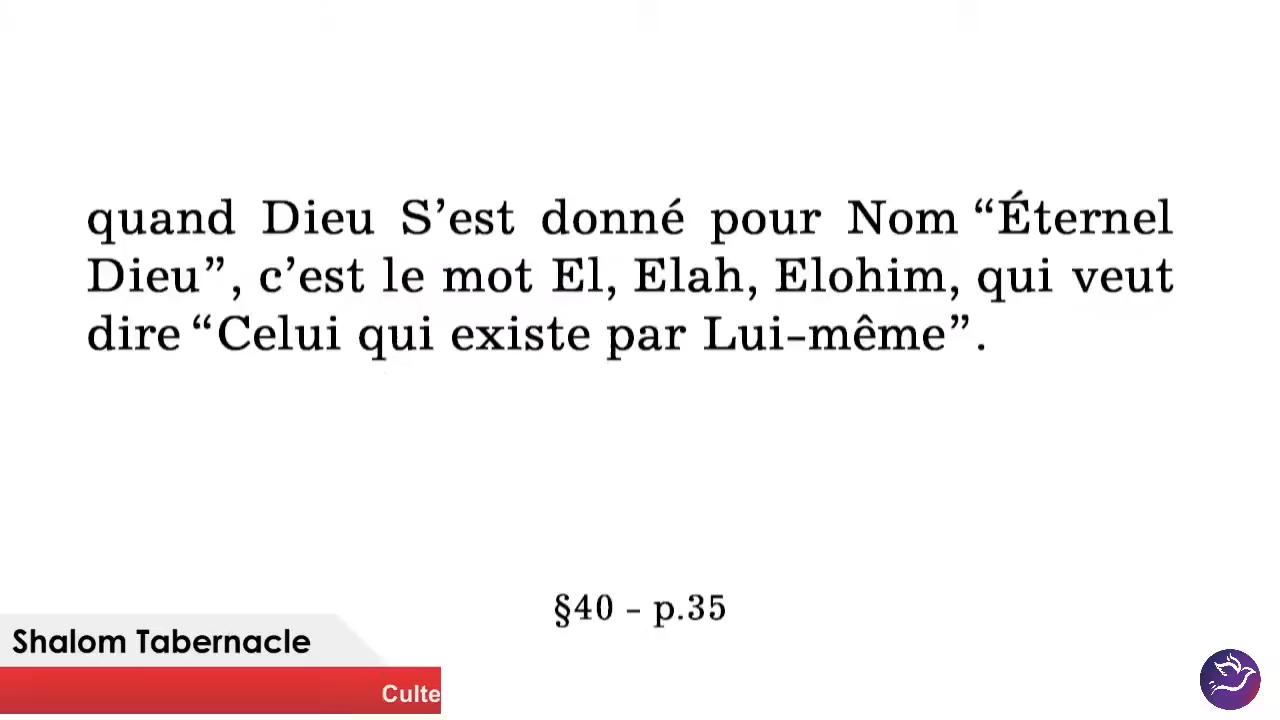 quand Dieu S’est donné pour Nom “Éternel
Dieu”, c’est le mot El, Elah, Elohim, qui veut
dire “Celui qui existe par Lui-même”.
§40 – p.35
Shalom Tabernacle
Culte